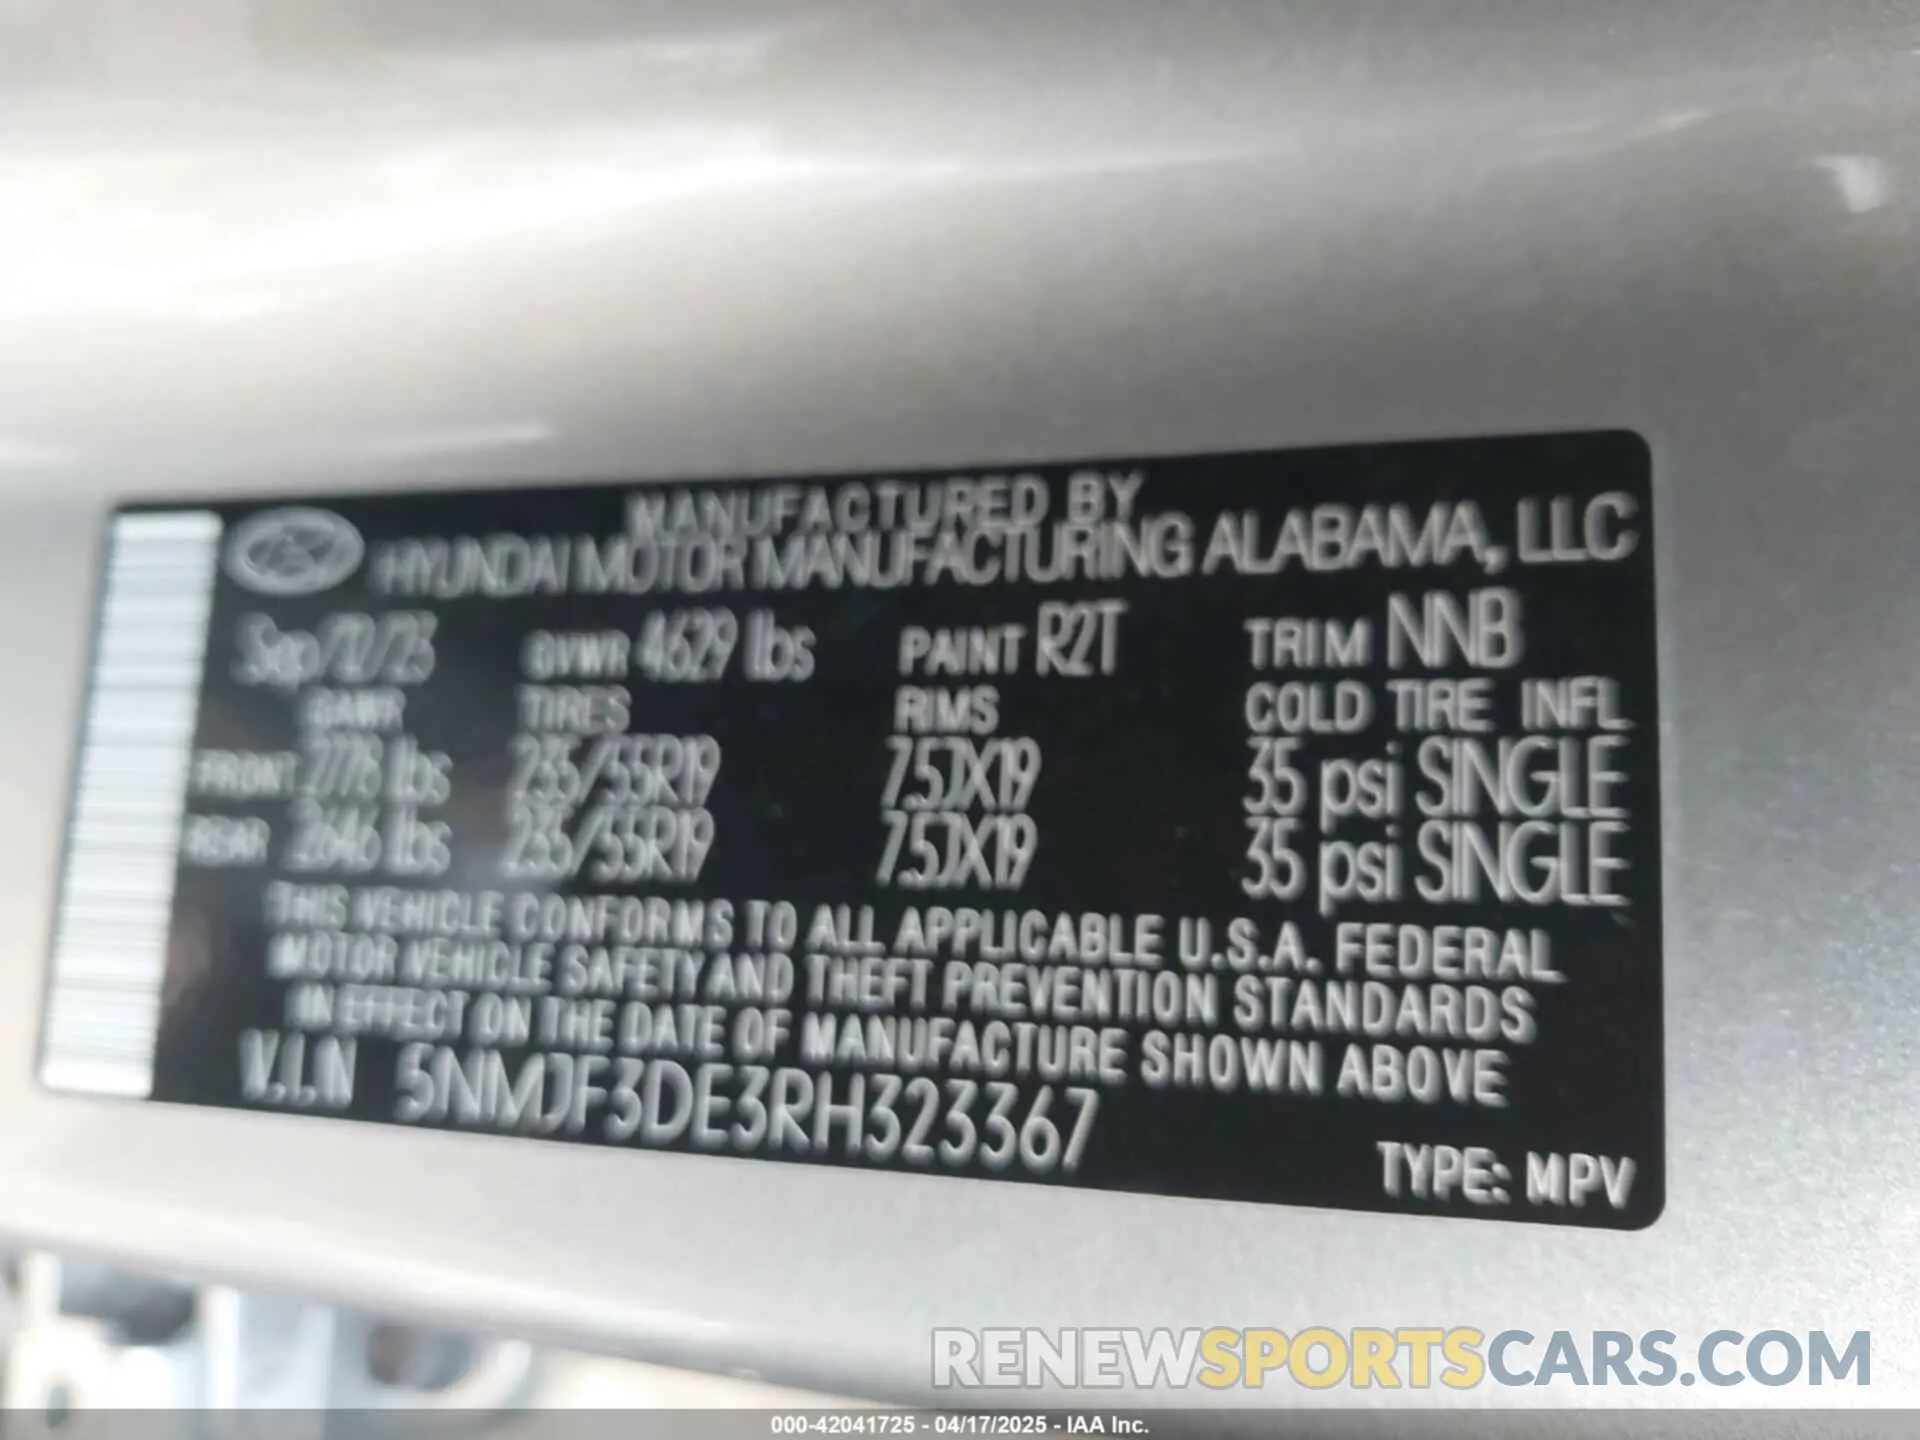 MANUFACTURED BY
HYUNDAI MOTOR MANUFACTURING ALABAMA, LLC
Sep/12/23 GVWR 4629 lbs PAINT R2T TRIM NNB
GAWR TIRES RIMS COLD TIRE INFL
FRONT 2778 lbs 235/55R19 7.5JX19 35 psi SINGLE
REAR 2646 lbs 235/55R19 7.5JX19 35 psi SINGLE
THIS VEHICLE CONFORMS TO ALL APPLICABLE U.S.A. FEDERAL
MOTOR VEHICLE SAFETY AND THEFT PREVENTION STANDARDS
IN EFFECT ON THE DATE OF MANUFACTURE SHOWN ABOVE
V.I.N 5NMJF3DE3RH323367
TYPE: MPV
RENEWSPORTSCARS.COM
000-42041725 - 04/17/2025 - IAA Inc.